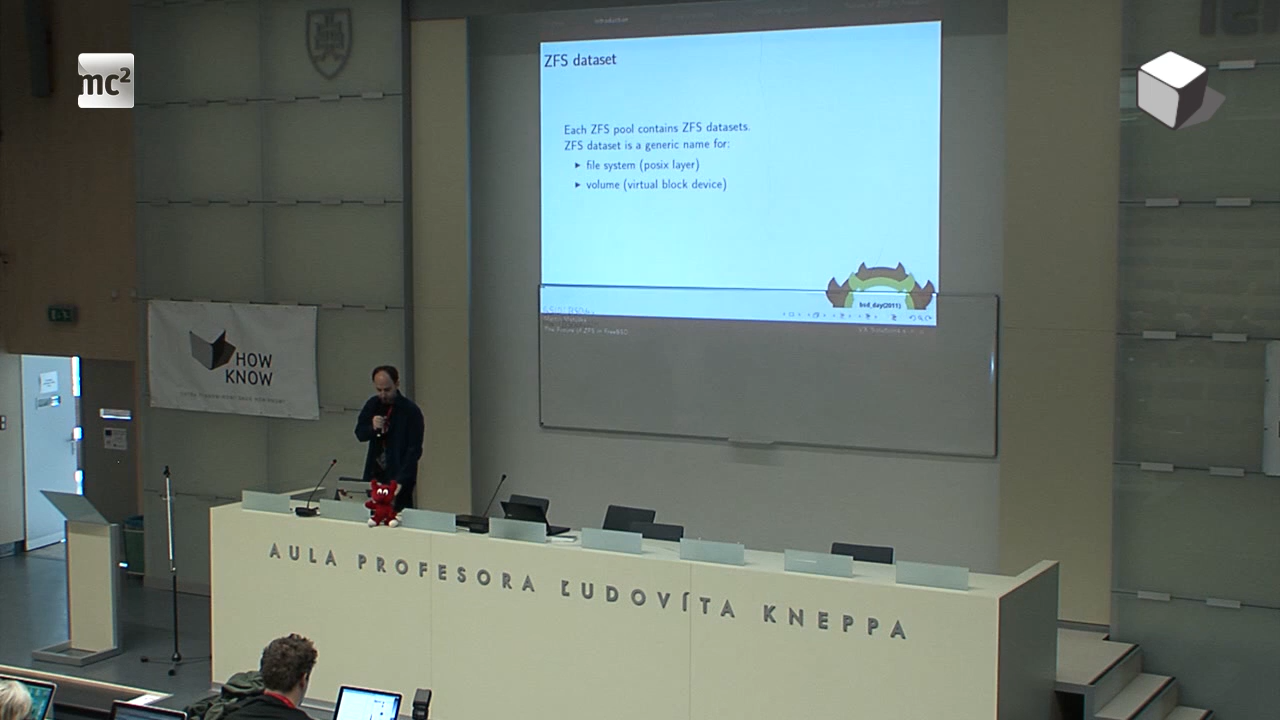 mc²
Introduction
ZFS dataset
Each ZFS pool contains ZFS datasets.
ZFS dataset is a generic name for:
► file system (posix layer)
► volume (virtual block device)
bsd_day(2011)
The Future of ZFS in FreeBSD
HOW
KNOW
AULA PROFESORA ĽUDOVÍTA KNEPPA